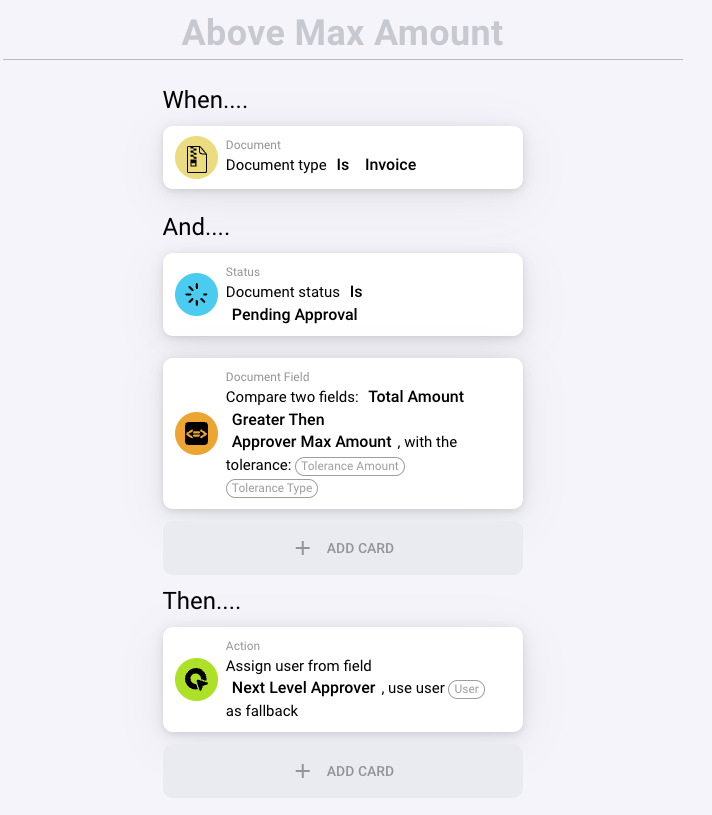 Above Max Amount
When....
Document
Document type Is Invoice
And....
Status
Document status Is
Pending Approval
Document Field
Compare two fields: Total Amount
Greater Then
Approver Max Amount , with the
tolerance: Tolerance Amount
Tolerance Type
+ ADD CARD
Then....
Action
Assign user from field
Next Level Approver , use user User
as fallback
+ ADD CARD